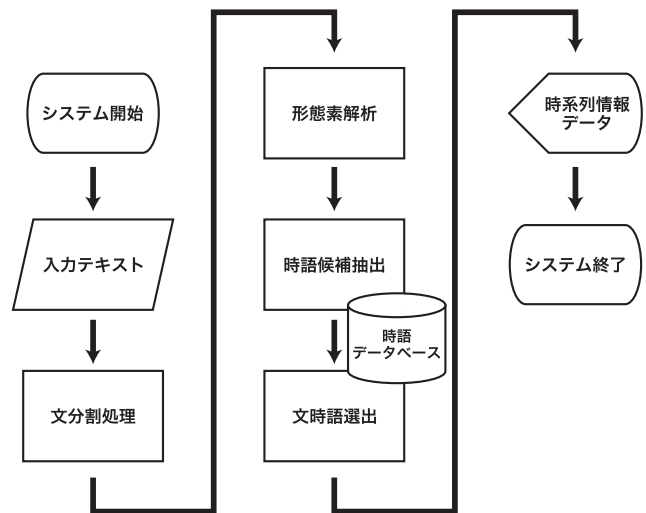 システム開始
入力テキスト
文分割処理
形態素解析
時語候補抽出
時語
データベース
文時語選出
時系列情報
データ
システム終了